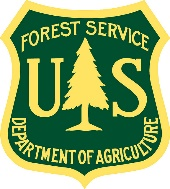 FOREST SERVICE
U S
DEPARTMENT OF AGRICULTURE